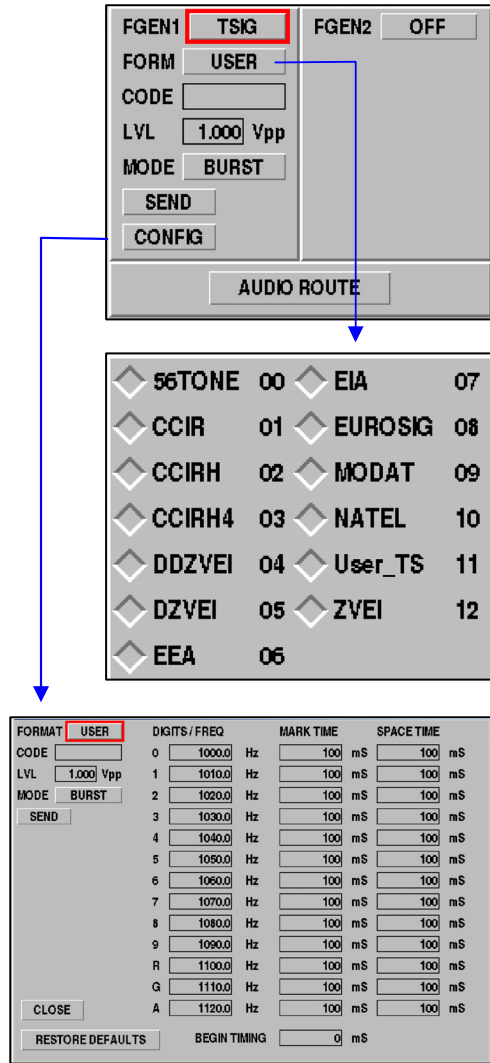 FGEN1 TSIG FGEN2 OFF
FORM USER
CODE
LVL 1.000 Vpp
MODE BURST
SEND
CONFIG
AUDIO ROUTE
56TONE 00 EIA 07
CCIR 01 EUROSIG 08
CCIRH 02 MODAT 09
CCIRH4 03 NATEL 10
DDZVEI 04 User_TS 11
DZVEI 05 ZVEI 12
EEA 06
FORMAT USER DIGITS / FREQ MARK TIME SPACE TIME
CODE 0 1000.0 Hz 100 mS 100 mS
LVL 1.000 Vpp 1 1010.0 Hz 100 mS 100 mS
MODE BURST 2 1020.0 Hz 100 mS 100 mS
SEND 3 1030.0 Hz 100 mS 100 mS
4 1040.0 Hz 100 mS 100 mS
5 1050.0 Hz 100 mS 100 mS
6 1060.0 Hz 100 mS 100 mS
7 1070.0 Hz 100 mS 100 mS
8 1080.0 Hz 100 mS 100 mS
9 1090.0 Hz 100 mS 100 mS
R 1100.0 Hz 100 mS 100 mS
G 1110.0 Hz 100 mS 100 mS
CLOSE A 1120.0 Hz 100 mS 100 mS
RESTORE DEFAULTS BEGIN TIMING 0 mS